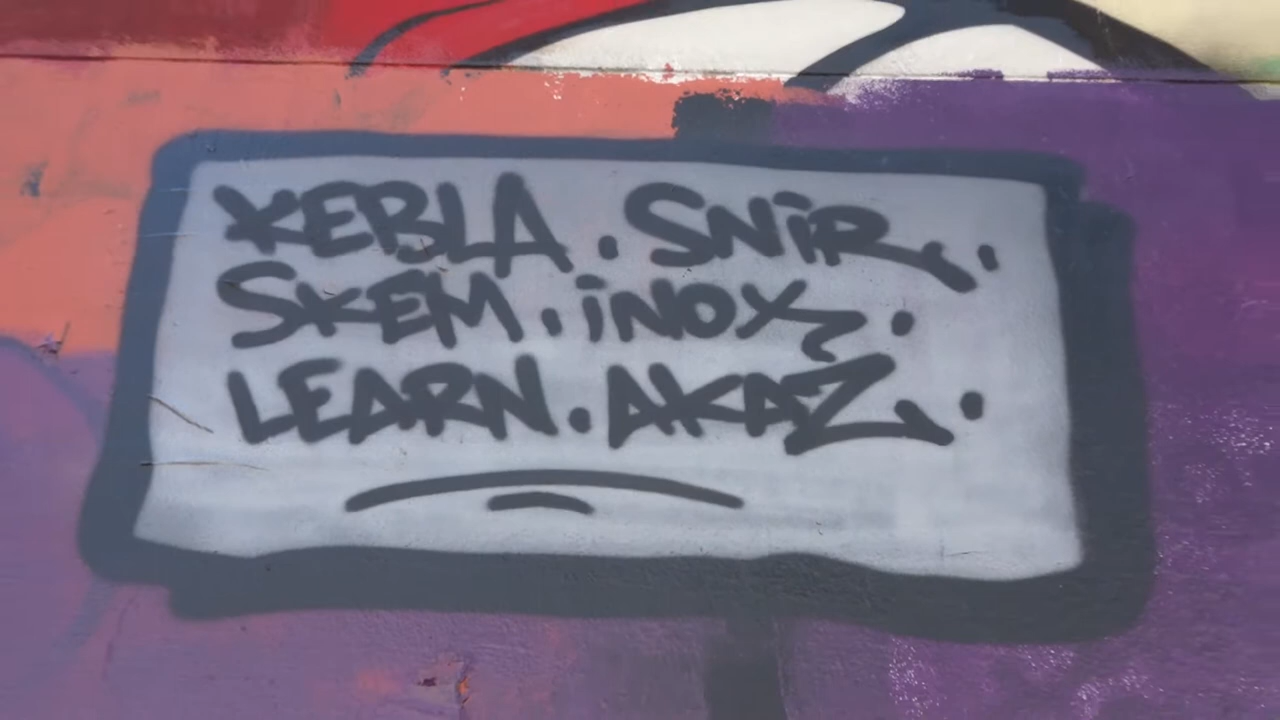 KEBLA . SNiR .
SKEM . iNOX .
LEARN . AKAZ .